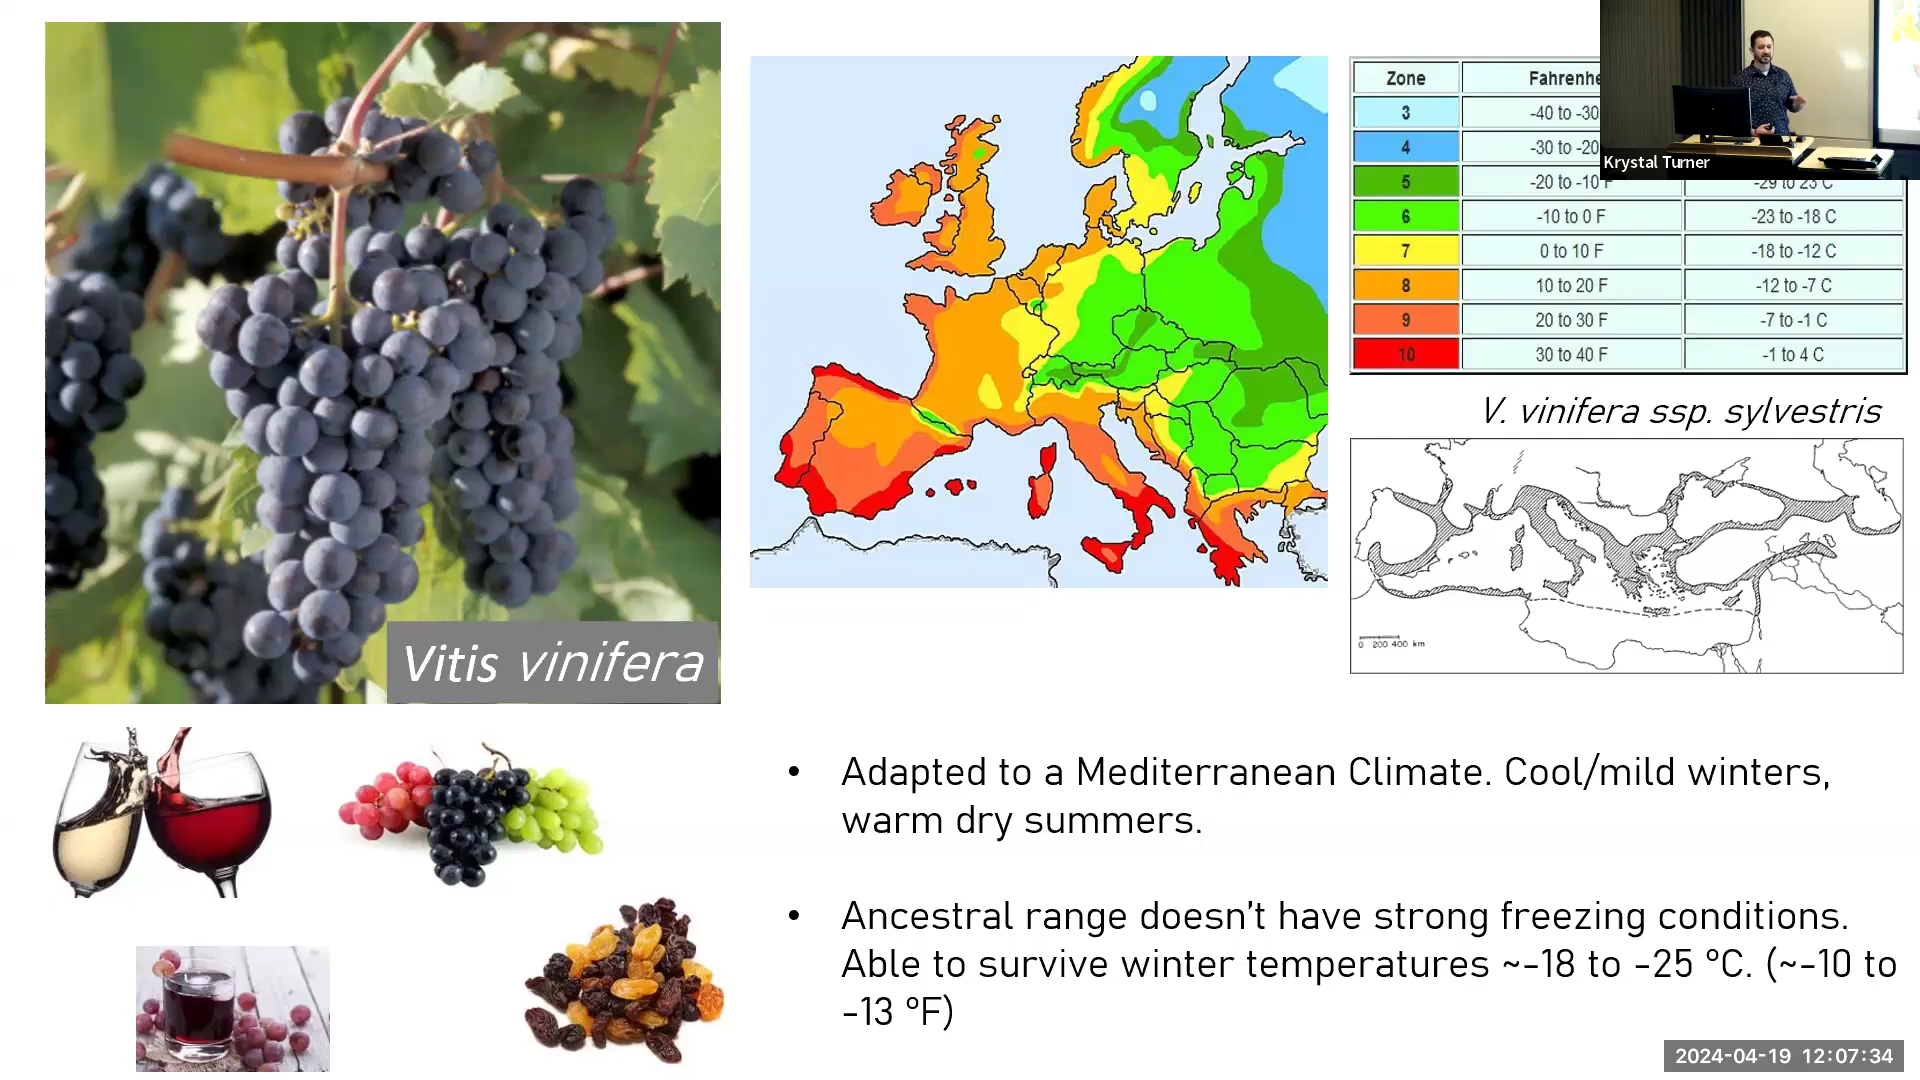 Vitis vinifera
Zone Fahrenhe
3 -40 to -30
4 -30 to -20
5 -20 to -10 F -29 to 23 C
6 -10 to 0 F -23 to -18 C
7 0 to 10 F -18 to -12 C
8 10 to 20 F -12 to -7 C
9 20 to 30 F -7 to -1 C
10 30 to 40 F -1 to 4 C
Krystal Turner
V. vinifera ssp. sylvestris
0 200 400 km
• Adapted to a Mediterranean Climate. Cool/mild winters,
warm dry summers.
• Ancestral range doesn't have strong freezing conditions.
Able to survive winter temperatures ~-18 to -25 °C. (~-10 to
-13 °F)
2024-04-19 12:07:34